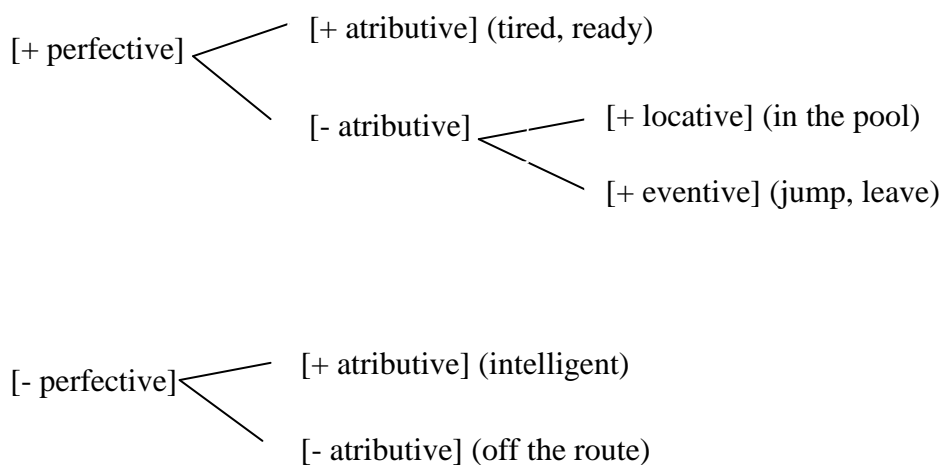 [+ perfective]
[+ atributive] (tired, ready)
[- atributive]
[+ locative] (in the pool)
[+ eventive] (jump, leave)
[- perfective]
[+ atributive] (intelligent)
[- atributive] (off the route)